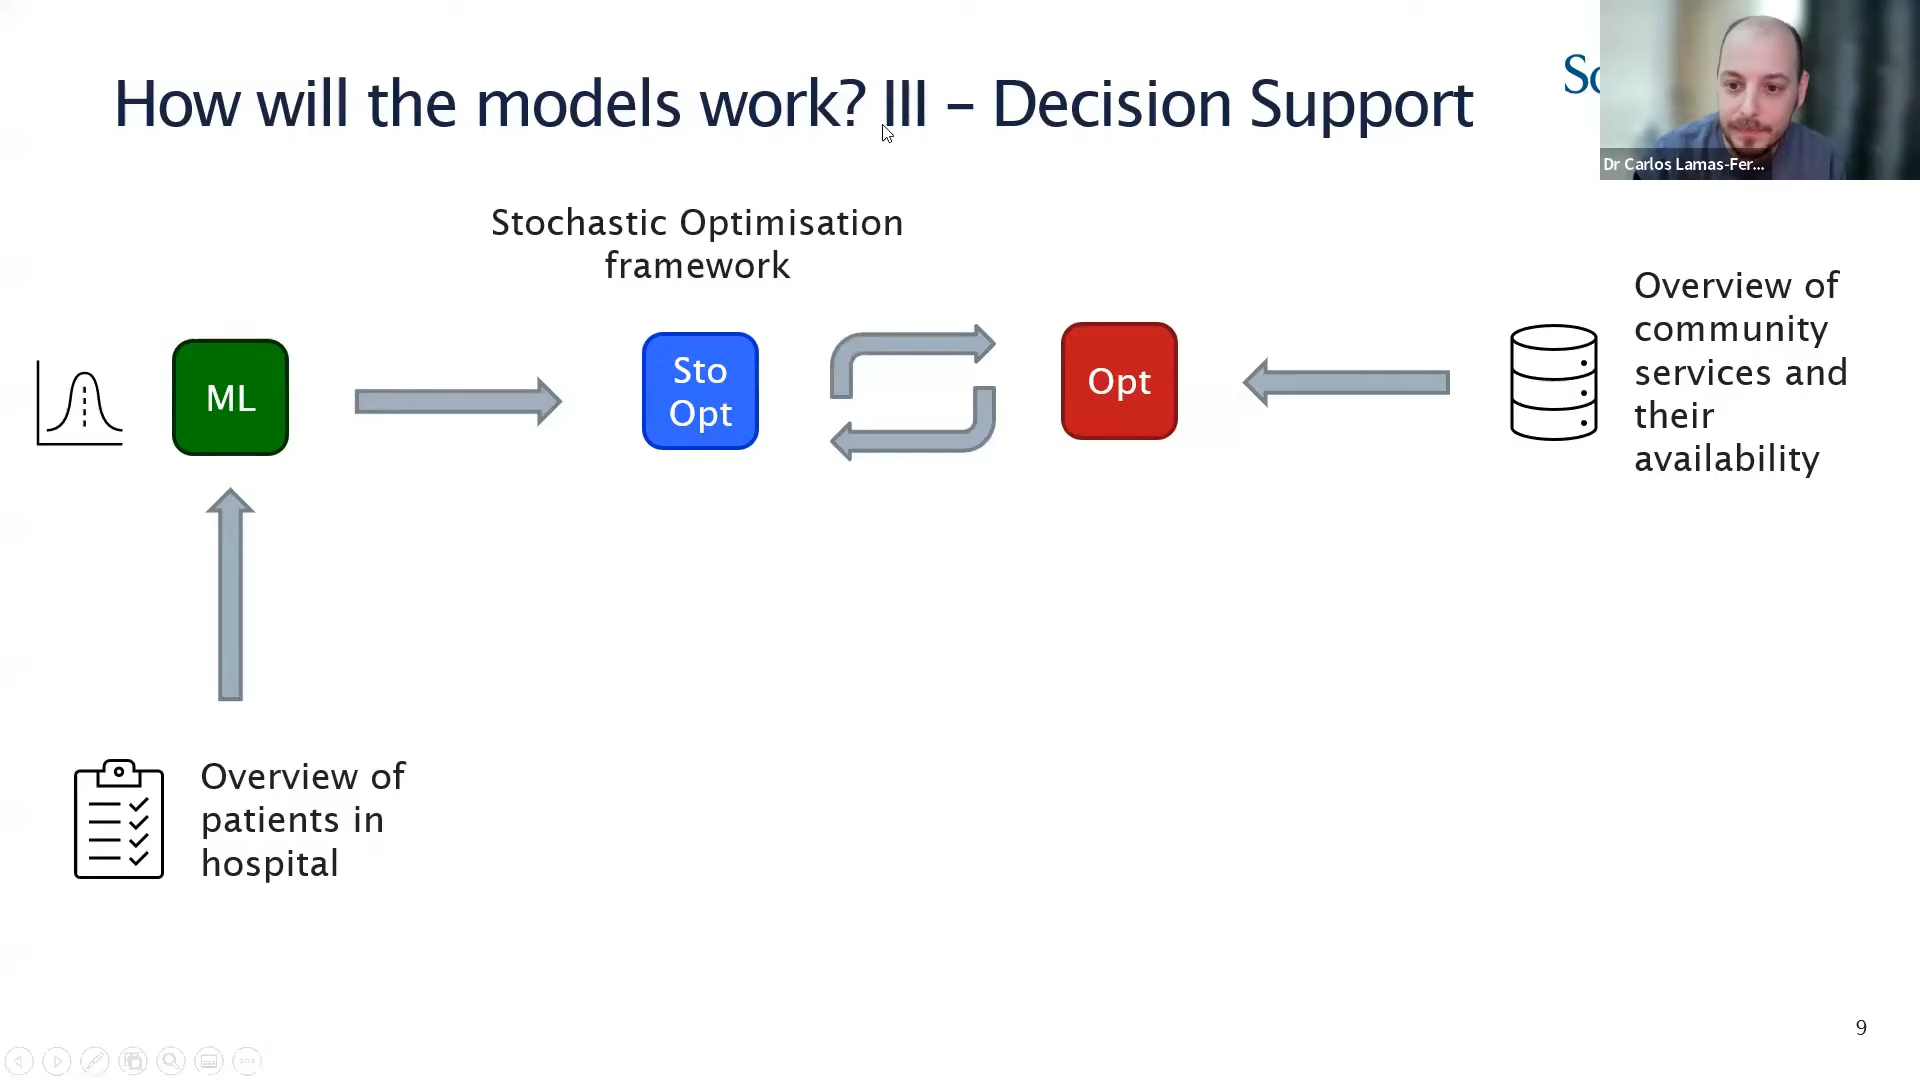 How will the models work? III – Decision Support
Dr Carlos Lamas-Fer...
Stochastic Optimisation
framework
ML
Sto
Opt
Opt
Overview of
community
services and
their
availability
Overview of
patients in
hospital
9